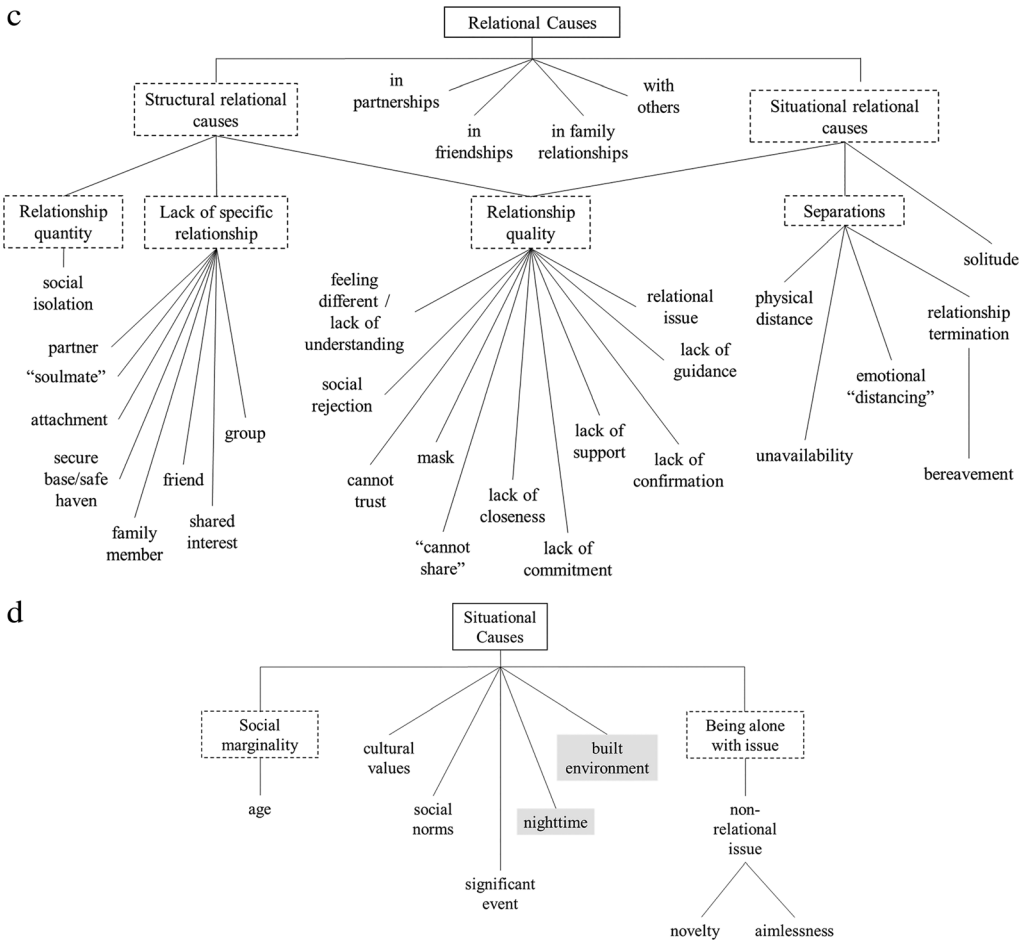 c
Relational Causes
Structural relational
causes
in
partnerships
in
friendships
in family
relationships
with
others
Situational relational
causes
Relationship
quantity
Lack of specific
relationship
Relationship
quality
Separations
solitude
social
isolation
partner
“soulmate”
attachment
secure
base/safe
haven
family
member
friend
shared
interest
group
feeling
different /
lack of
understanding
social
rejection
cannot
trust
mask
“cannot
share”
lack of
closeness
lack of
commitment
lack of
support
lack of
confirmation
lack of
guidance
relational
issue
physical
distance
unavailability
emotional
“distancing”
relationship
termination
bereavement
d
Situational
Causes
Social
marginality
age
cultural
values
social
norms
significant
event
nighttime
built
environment
Being alone
with issue
non-
relational
issue
novelty
aimlessness